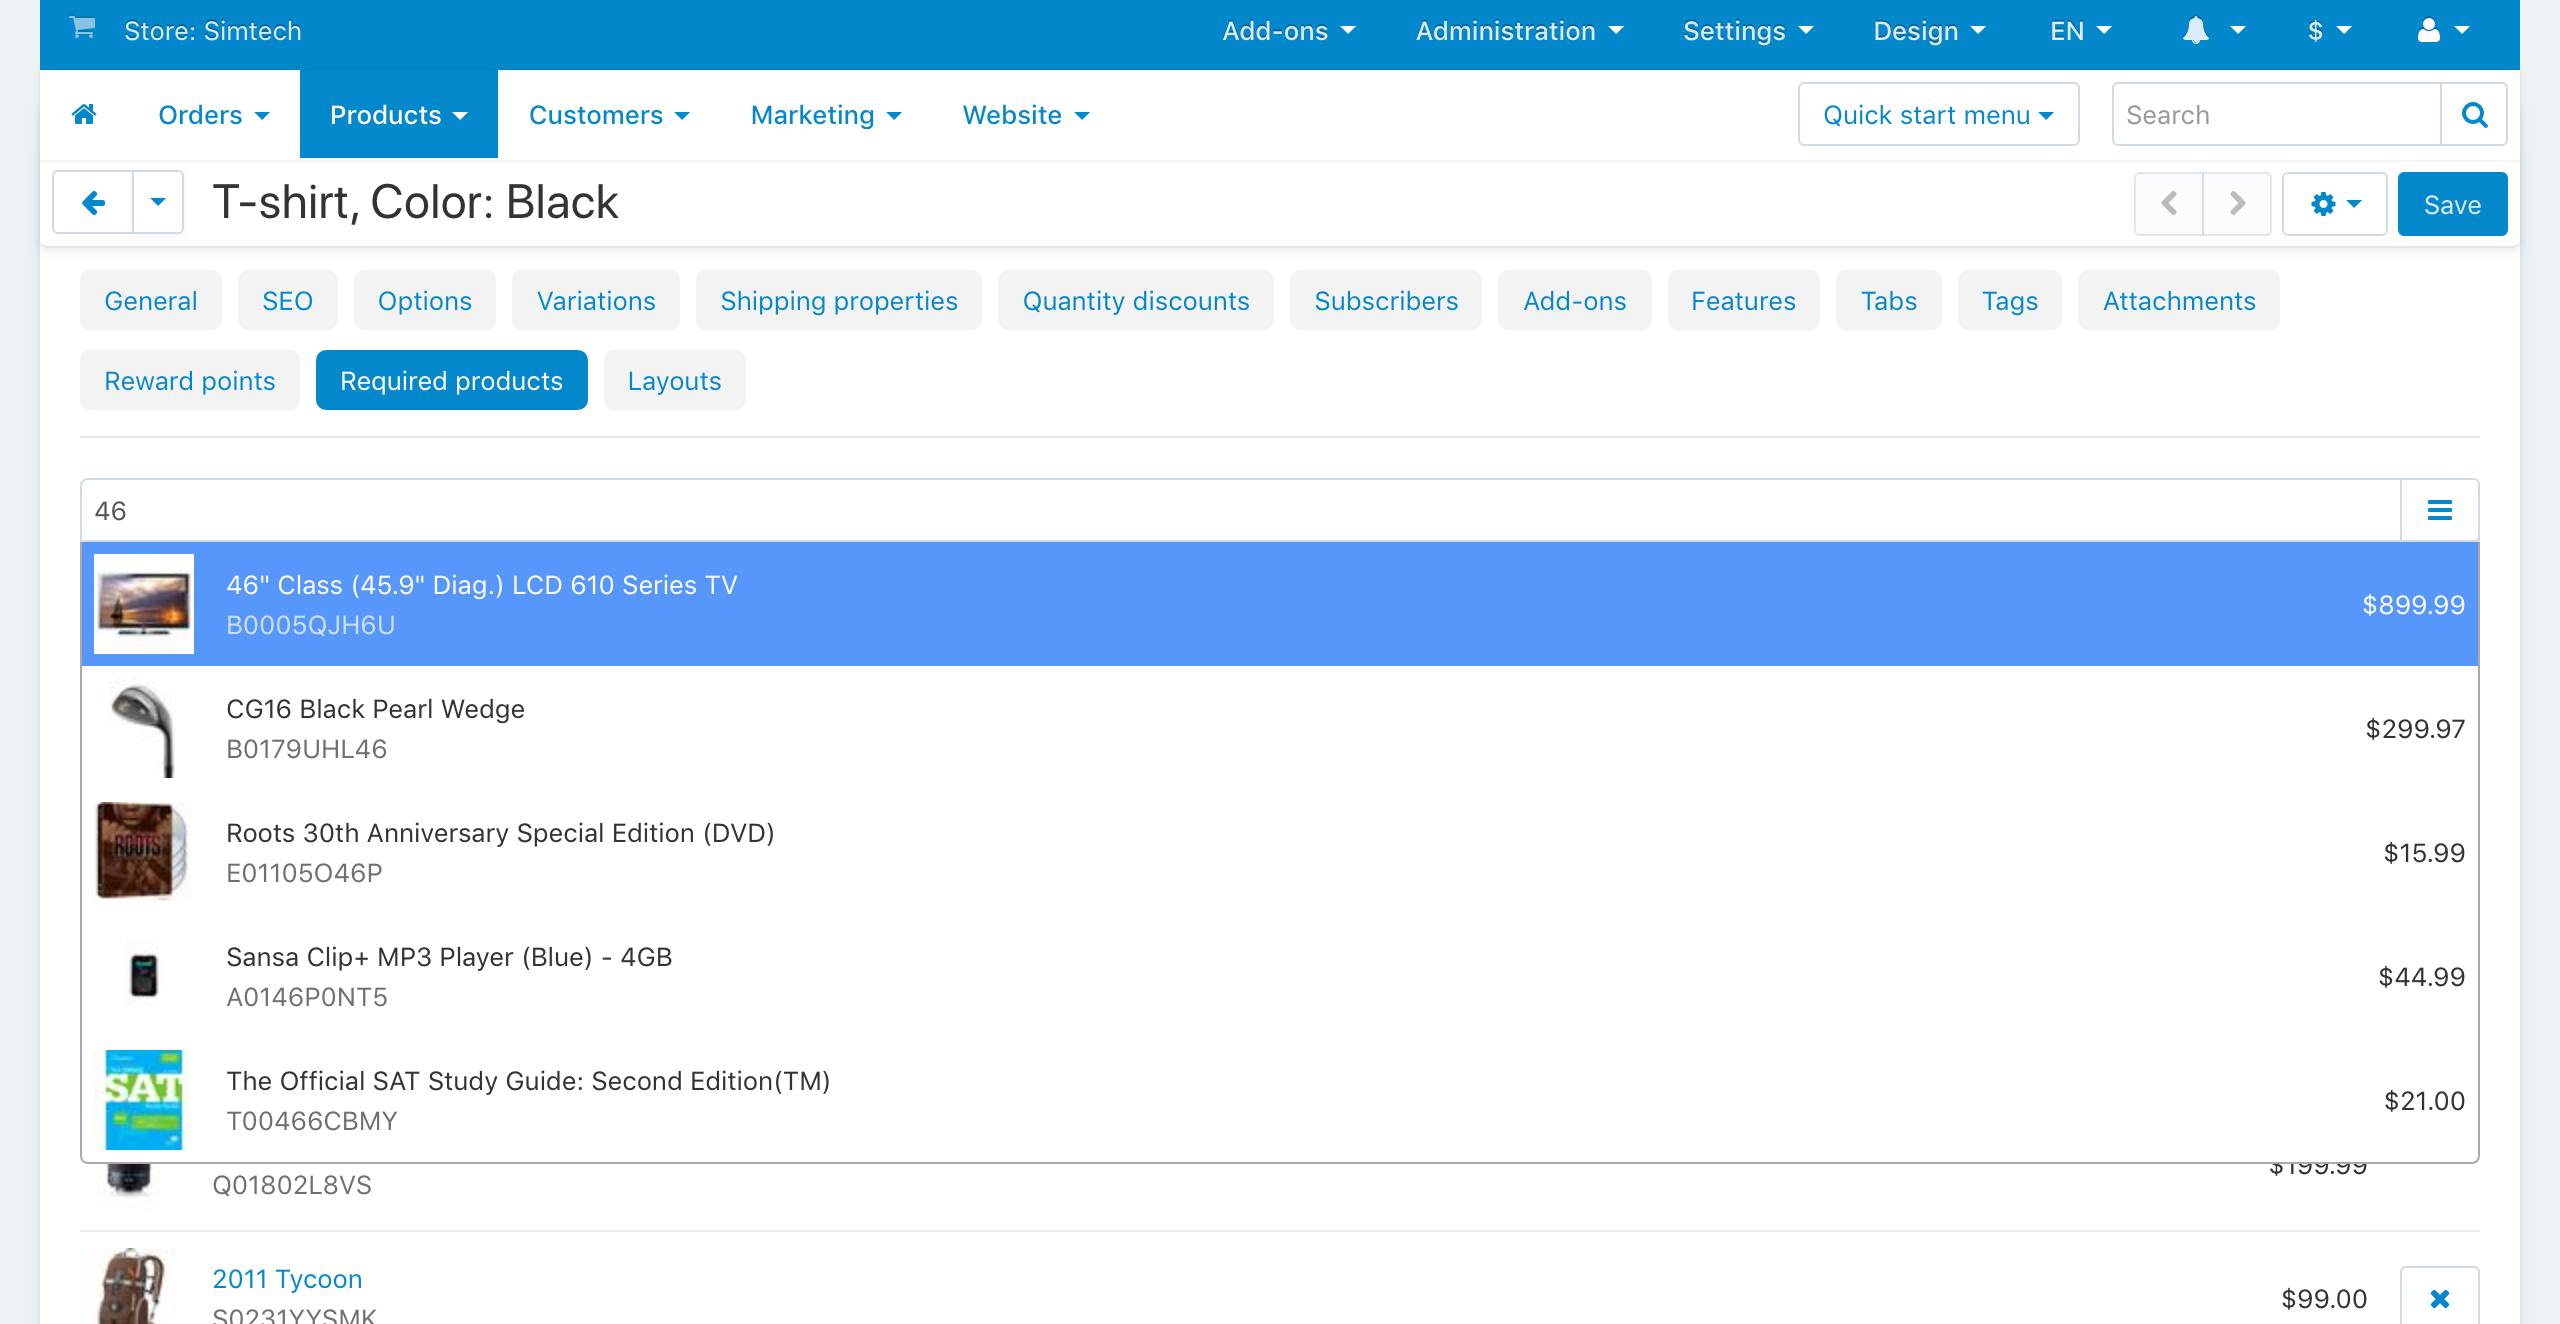 Store: Simtech
Add-ons
Administration
Settings
Design
EN
$
Orders
Products
Customers
Marketing
Website
Quick start menu
Search
T-shirt, Color: Black
Save
General
SEO
Options
Variations
Shipping properties
Quantity discounts
Subscribers
Add-ons
Features
Tabs
Tags
Attachments
Reward points
Required products
Layouts
46
46" Class (45.9" Diag.) LCD 610 Series TV
B0005QJH6U
$899.99
CG16 Black Pearl Wedge
B0179UHL46
$299.97
ROOTS
Roots 30th Anniversary Special Edition (DVD)
E01105O46P
$15.99
Sansa Clip+ MP3 Player (Blue) - 4GB
A0146P0NT5
$44.99
SAT
The Official SAT Study Guide: Second Edition(TM)
T00466CBMY
$21.00
Q01802L8VS
$199.99
2011 Tycoon
S0231YYSMK
$99.00